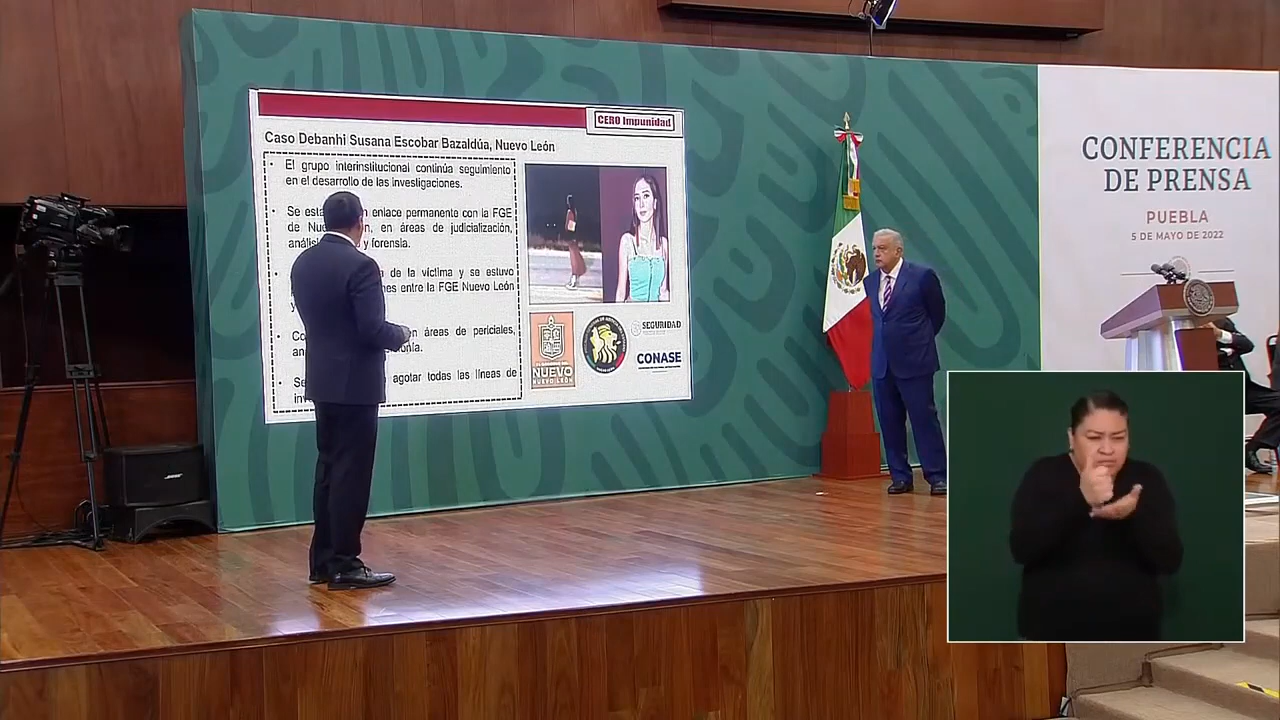 CERO Impunidad
Caso Debanhi Susana Escobar Bazaldúa, Nuevo León
• El grupo interinstitucional continúa seguimiento
en el desarrollo de las investigaciones.
• Se enlace permanente con la FGE
de en áreas de judicialización,
y forensia.
de la víctima y se estuvo
entre la FGE Nuevo León
y
en áreas de periciales,
agotar todas las líneas de
NUEVO
NUEVO LEÓN
SEGURIDAD
CONASE
CONFERENCIA
DE PRENSA
PUEBLA
5 DE MAYO DE 2022
BOSE